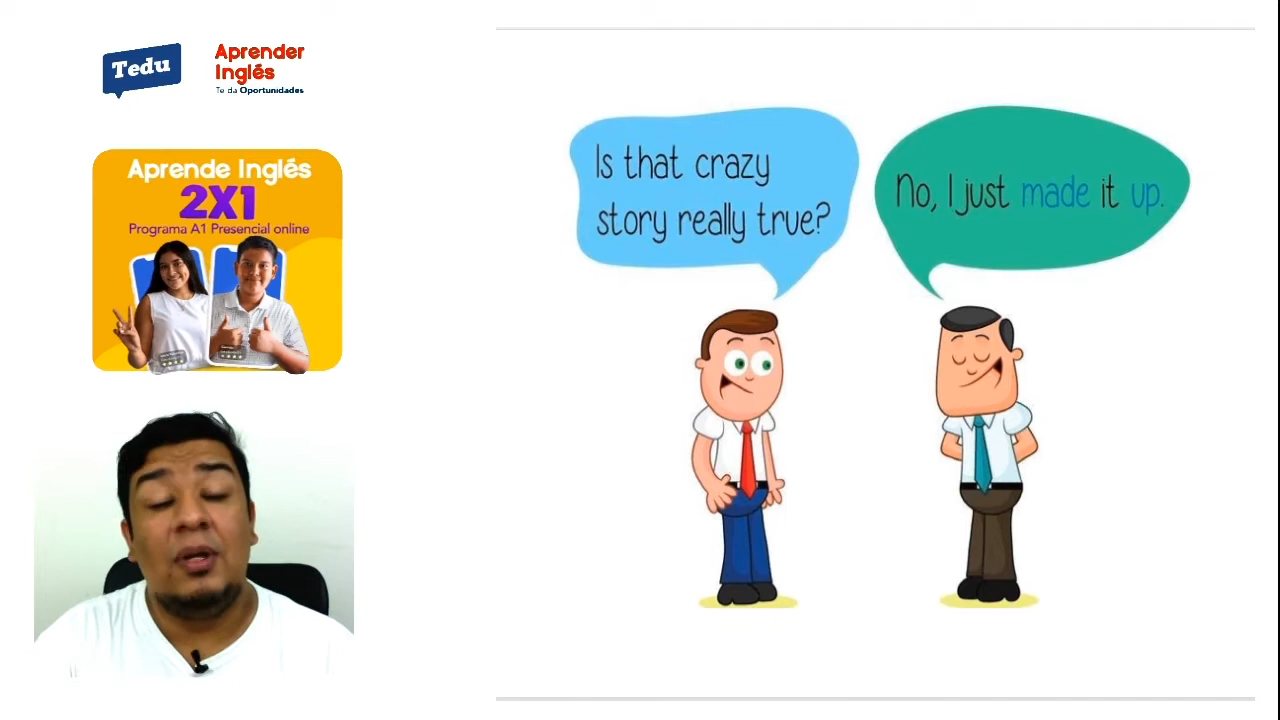 Tedu
Aprender
Inglés
Te da Oportunidades
Aprende Inglés
2X1
Programa A1 Presencial online
Is that crazy
story really true?
No, I just made it up.